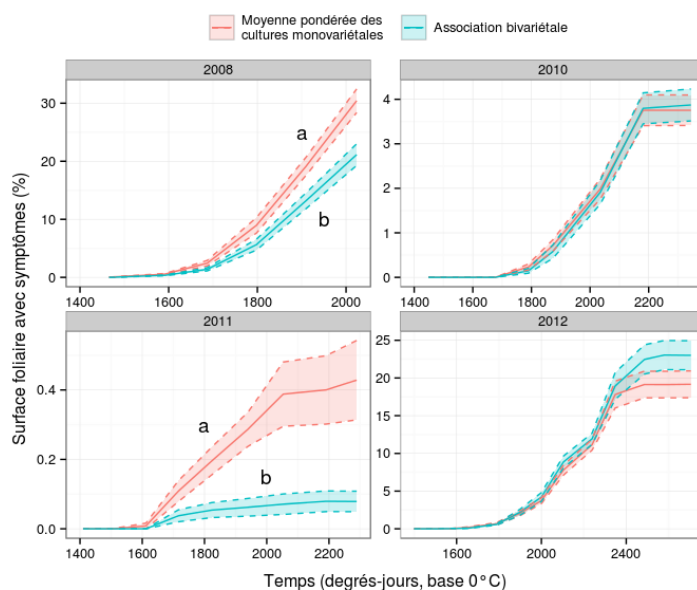 Moyenne pondérée des
cultures monovariétales
Association bivariétale
2008
2010
30
20
10
0
a
b
1400 1600 1800 2000
4
3
2
1
0
1400 1600 1800 2000 2200
2011
2012
0.4
0.2
0.0
a
b
1400 1600 1800 2000 2200
25
20
15
10
5
0
1600 2000 2400
Surface foliaire avec symptômes (%)
Temps (degrés-jours, base 0°C)